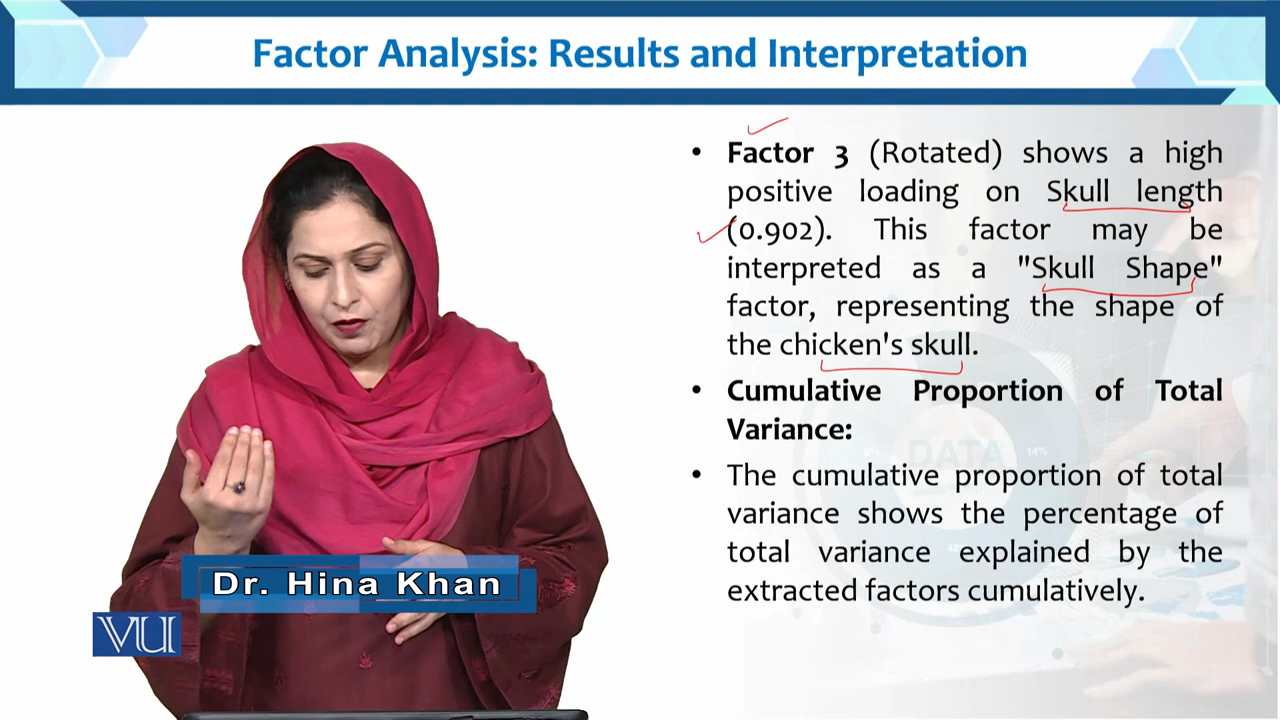 Factor Analysis: Results and Interpretation
• Factor 3 (Rotated) shows a high
positive loading on Skull length
(0.902). This factor may be
interpreted as a "Skull Shape"
factor, representing the shape of
the chicken's skull.
• Cumulative Proportion of Total
Variance:
• The cumulative proportion of total
variance shows the percentage of
total variance explained by the
extracted factors cumulatively.
DATA
14%
Dr. Hina Khan
VU